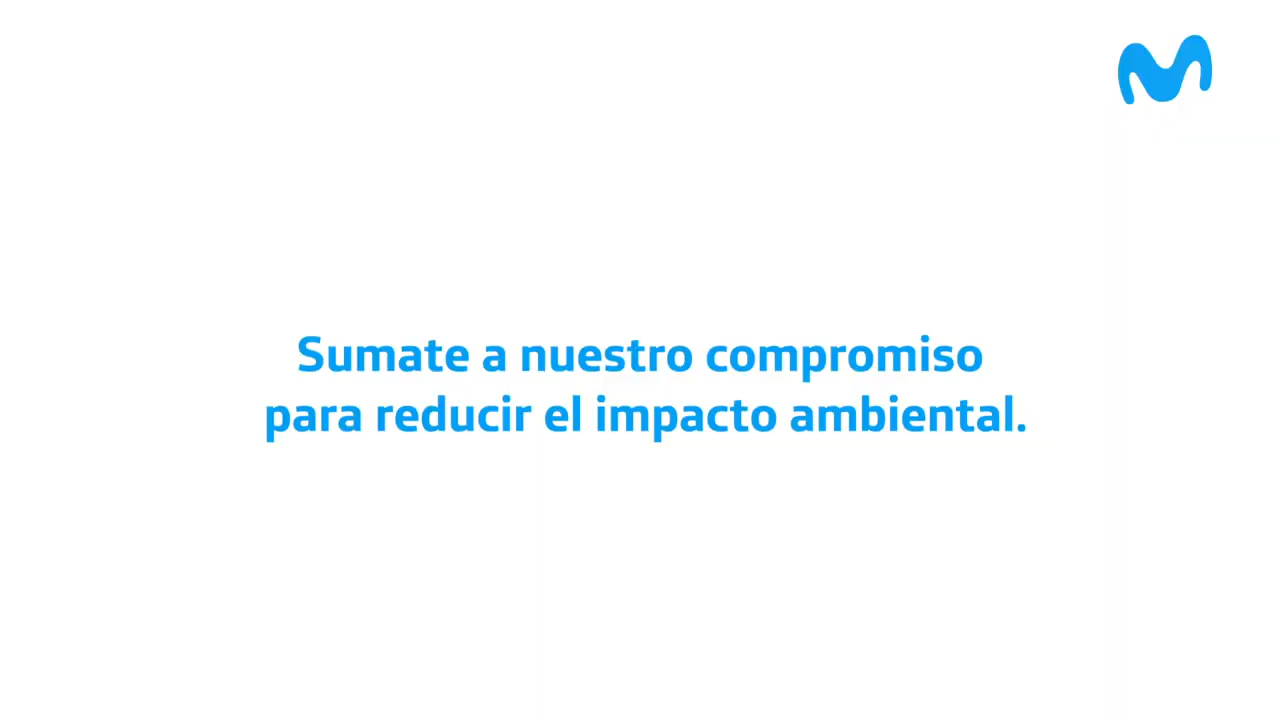 Sumate a nuestro compromiso
para reducir el impacto ambiental.